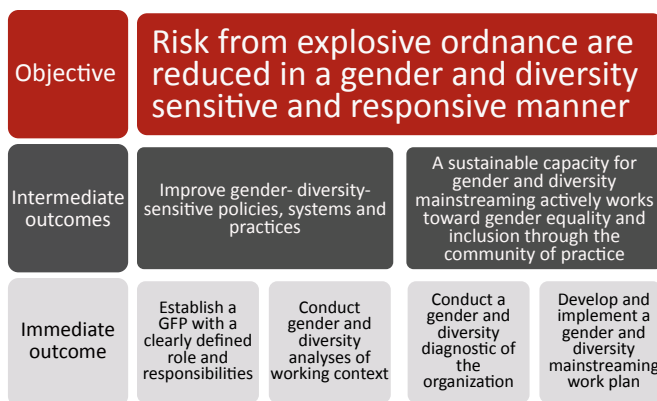 Objective
Risk from explosive ordnance are
reduced in a gender and diversity
sensitive and responsive manner
Intermediate
outcomes
Improve gender- diversity-
sensitive policies, systems and
practices
A sustainable capacity for
gender and diversity
mainstreaming actively works
toward gender equality and
inclusion through the
community of practice
Immediate
outcome
Establish a
GFP with a
clearly defined
role and
responsibilities
Conduct
gender and
diversity
analyses of
working context
Conduct a
gender and
diversity
diagnostic of
the
organization
Develop and
implement a
gender and
diversity
mainstreaming
work plan